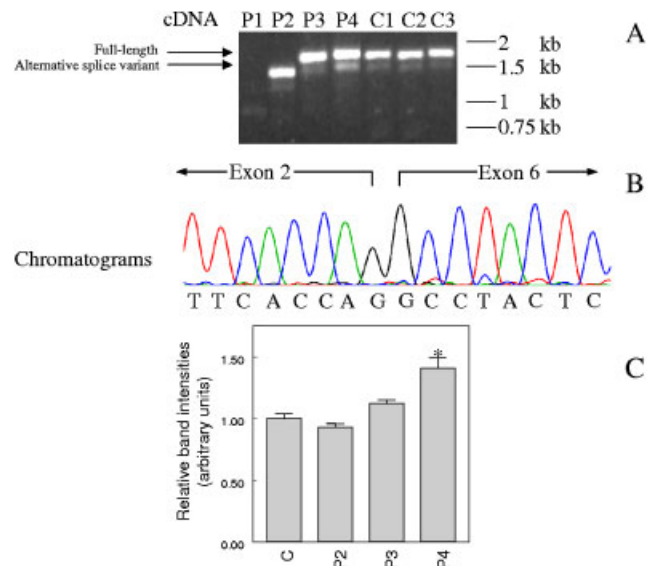 cDNA P1 P2 P3 P4 C1 C2 C3
Full-length
Alternative splice variant
2 kb
1.5 kb
1 kb
0.75 kb
A
Exon 2 Exon 6
B
Chromatograms
T T C A C C A G G C C T A C T C
C
Relative band intensities
(arbitrary units)
1.50
1.00
0.50
0.00
*
C P2 P3 P4